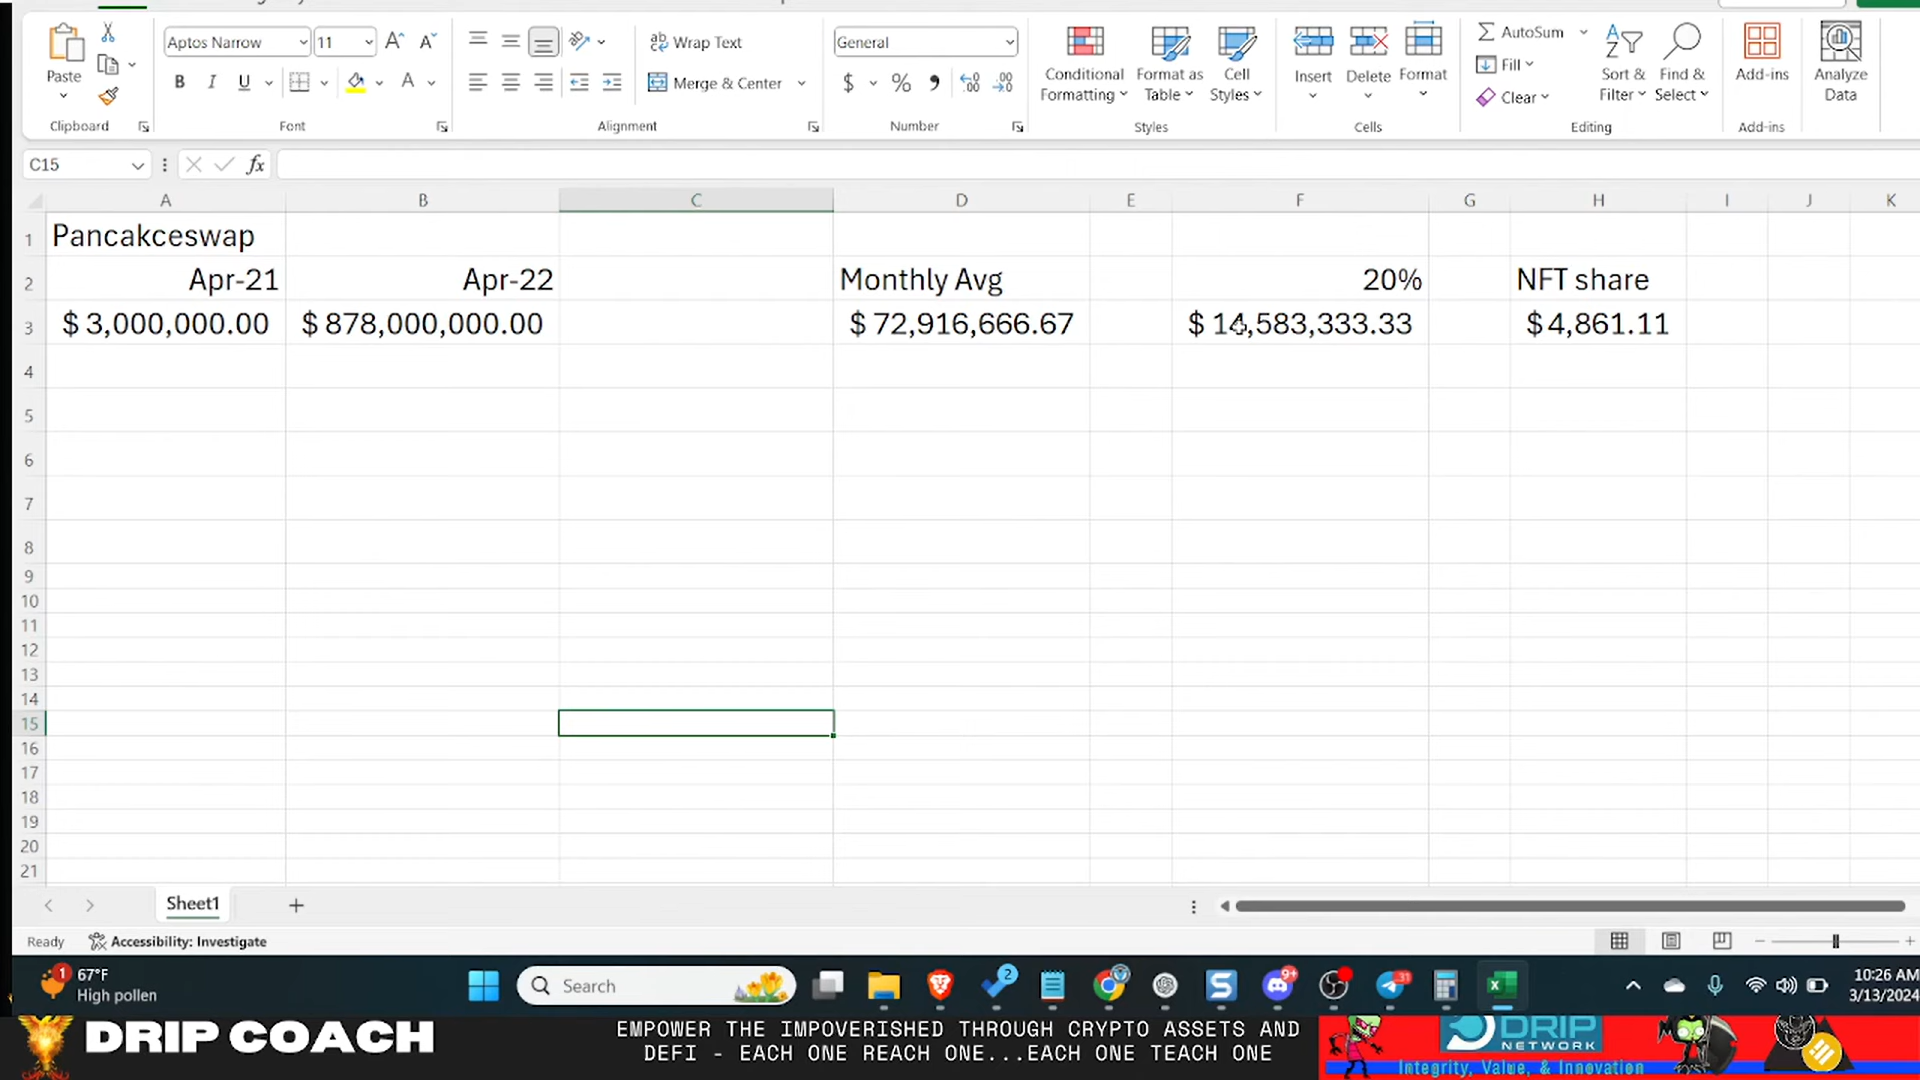 Aptos Narrow
11
Wrap Text
General
AutoSum
Paste
Merge & Center
Conditional
Formatting
Format as
Table
Cell
Styles
Insert
Delete
Format
Fill
Clear
Sort &
Filter
Find &
Select
Add-ins
Analyze
Data
Clipboard
Font
Alignment
Number
Styles
Cells
Editing
Add-ins
C15
fx
A B C D E F G H I J K
1 Pancakceswap
2 Apr-21 Apr-22 Monthly Avg 20% NFT share
3 $ 3,000,000.00 $ 878,000,000.00 $ 72,916,666.67 $ 14,583,333.33 $ 4,861.11
4
5
6
7
8
9
10
11
12
13
14
15
16
17
18
19
20
21
Sheet1
Ready
Accessibility: Investigate
1
67°F
High pollen
Search
2
9+
31
10:26 AM
3/13/2024
DRIP COACH
EMPOWER THE IMPOVERISHED THROUGH CRYPTO ASSETS AND
DEFI - EACH ONE REACH ONE...EACH ONE TEACH ONE
DRIP
NETWORK
Integrity, Value, & Innovation